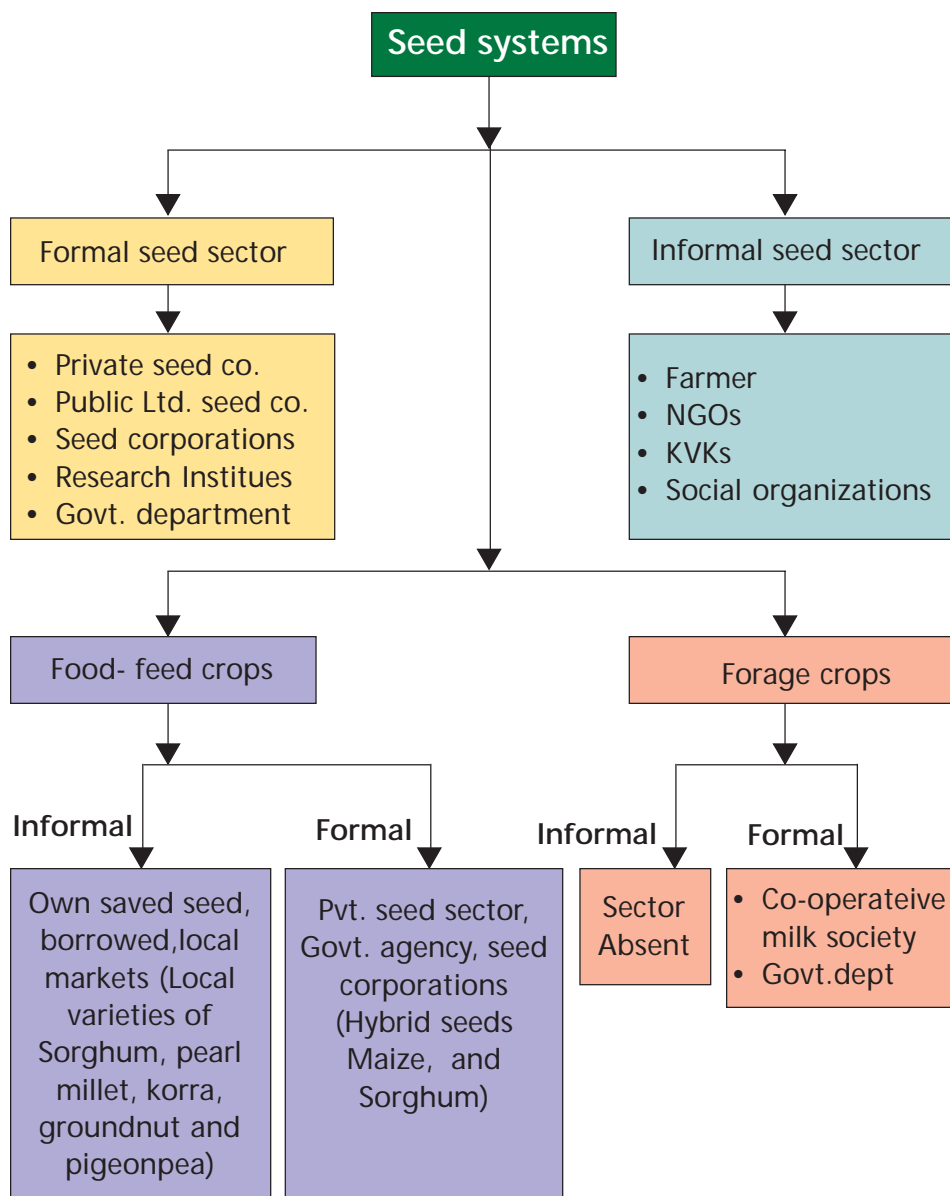 Seed systems
Formal seed sector
Informal seed sector
• Private seed co.
• Public Ltd. seed co.
• Seed corporations
• Research Institues
• Govt. department
• Farmer
• NGOs
• KVKs
• Social organizations
Food- feed crops
Forage crops
Informal
Formal
Informal
Formal
Own saved seed,
borrowed,local
markets (Local
varieties of
Sorghum, pearl
millet, korra,
groundnut and
pigeonpea)
Pvt. seed sector,
Govt. agency, seed
corporations
(Hybrid seeds
Maize, and
Sorghum)
Sector
Absent
• Co-operateive
milk society
• Govt.dept